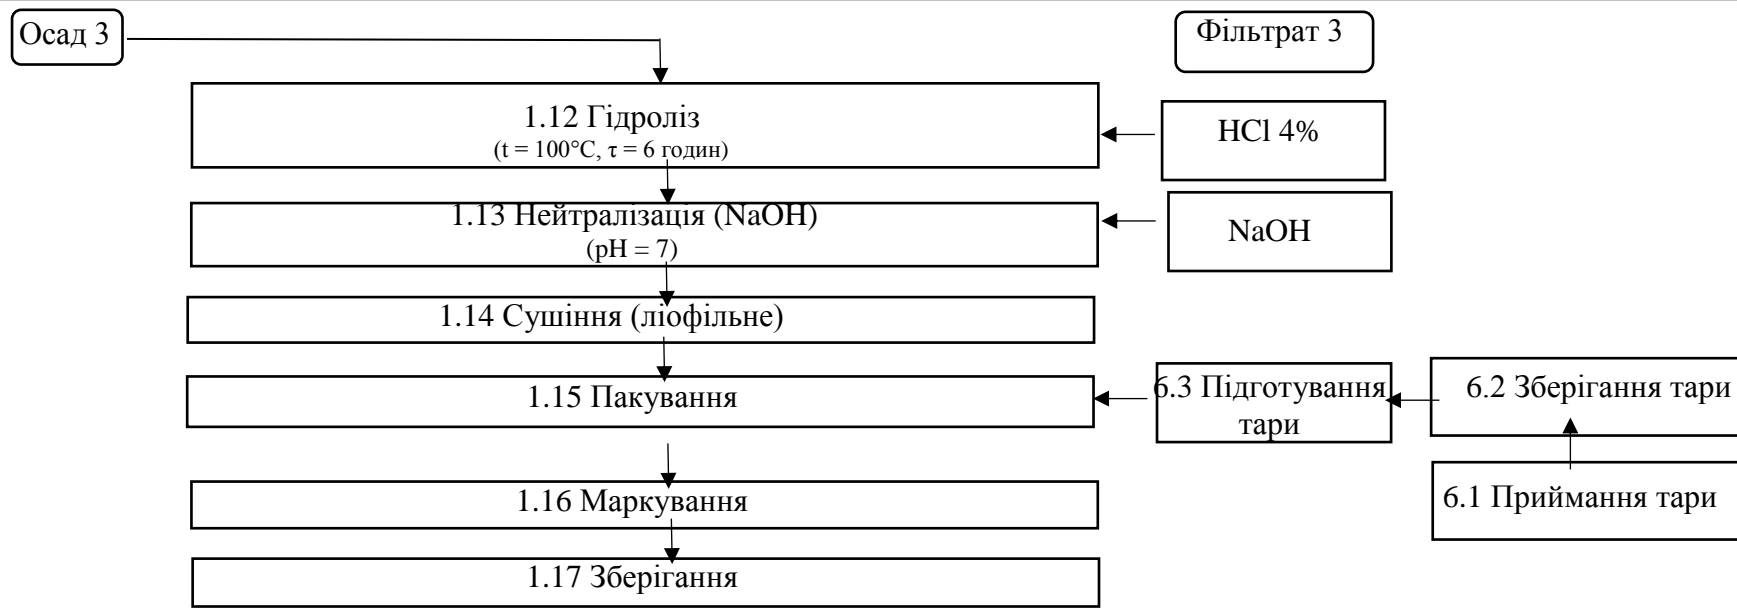 Осад 3
Фільтрат 3
1.12 Гідроліз
(t = 100°C, τ = 6 годин)
HCl 4%
1.13 Нейтралізація (NaOH)
(pH = 7)
NaOH
1.14 Сушіння (ліофільне)
1.15 Пакування
6.3 Підготування
тари
6.2 Зберігання тари
1.16 Маркування
6.1 Приймання тари
1.17 Зберігання